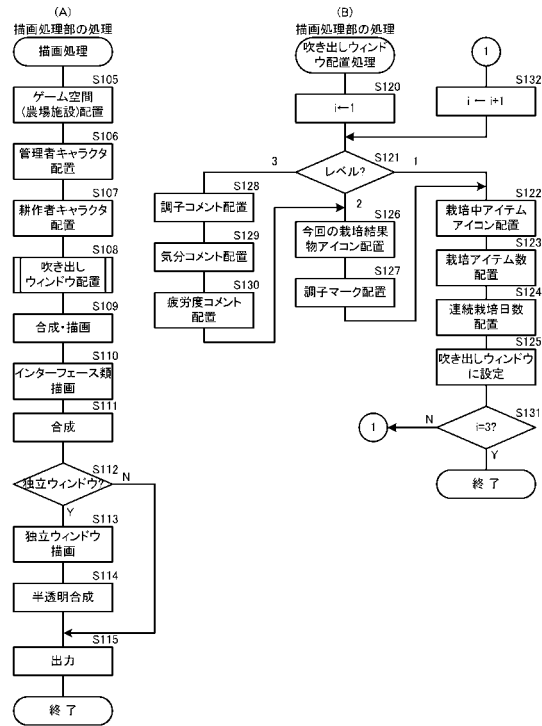 (A)
描画処理部の処理
描画処理
S105
ゲーム空間
(農場施設)配置
S106
管理者キャラクタ
配置
S107
耕作者キャラクタ
配置
S108
吹き出し
ウィンドウ配置
S109
合成・描画
S110
インターフェース類
描画
S111
合成
S112
独立ウィンドウ?
N
Y
S113
独立ウィンドウ
描画
S114
半透明合成
S115
出力
終了
(B)
描画処理部の処理
吹き出しウィンド
ウ配置処理
S120
i←1
1
S132
i ← i+1
S121
レベル?
3
2
1
S128
調子コメント配置
S129
気分コメント配置
S130
疲労度コメント
配置
S126
今回の栽培結果
物アイコン配置
S127
調子マーク配置
S122
栽培中アイテム
アイコン配置
S123
栽培アイテム数
配置
S124
連続栽培日数
配置
S125
吹き出しウィンドウ
に設定
S131
i=3?
N
1
Y
終了